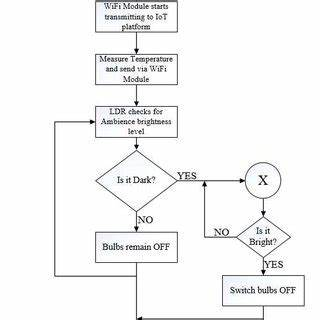 WiFi Module starts
transmitting to IoT
platform
Measure Temperature
and send via WiFi
Module
LDR checks for
Ambience brightness
level
Is it Dark?
YES
X
NO
Is it
Bright?
NO
YES
Bulbs remain OFF
Switch bulbs OFF